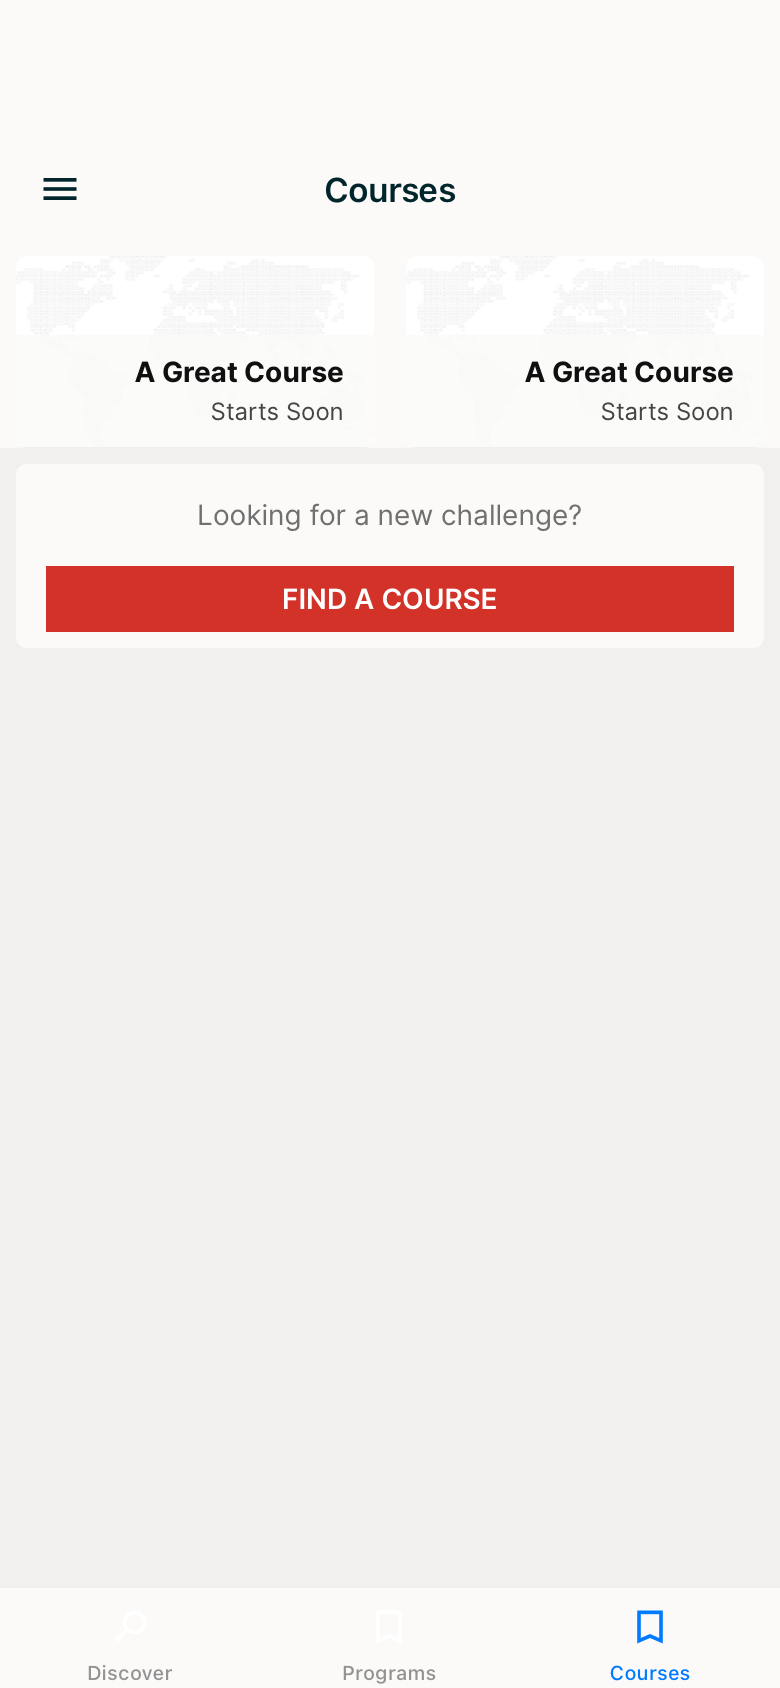 Courses
A Great Course
Starts Soon
A Great Course
Starts Soon
Looking for a new challenge?
FIND A COURSE
Discover
Programs
Courses